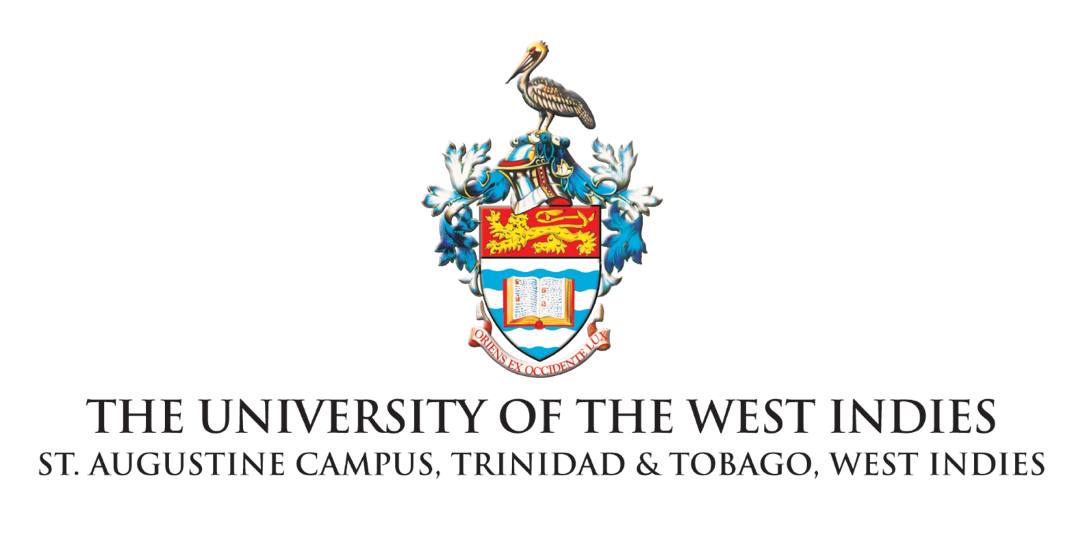 ORIENS EX OCCIDENTE LUX
THE UNIVERSITY OF THE WEST INDIES
ST. AUGUSTINE CAMPUS, TRINIDAD & TOBAGO, WEST INDIES